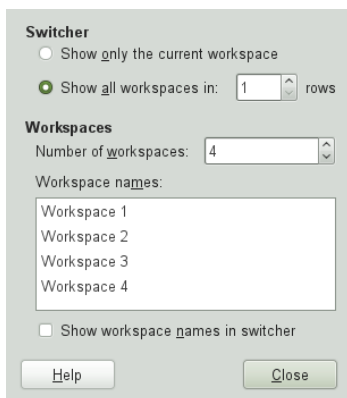 Switcher
Show only the current workspace
Show all workspaces in: 1 rows
Workspaces
Number of workspaces: 4
Workspace names:
Workspace 1
Workspace 2
Workspace 3
Workspace 4
Show workspace names in switcher
Help Close